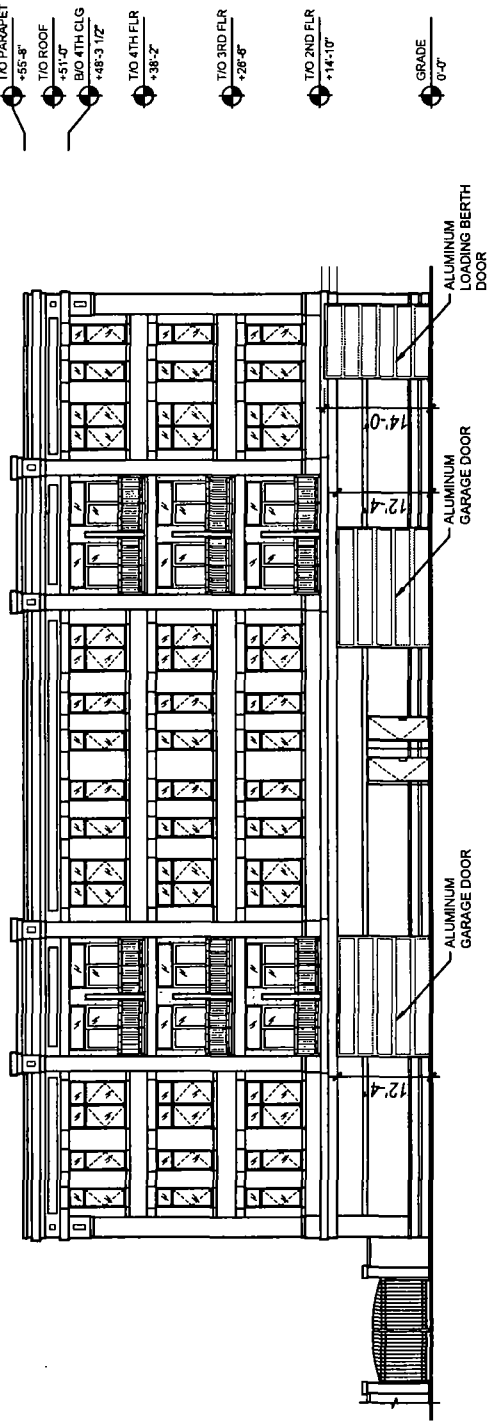 T/O PARAPET
+55'-8"
T/O ROOF
+51'-0"
B/O 4TH CLG
+48'-3 1/2"
T/O 4TH FLR
+38'-2"
T/O 3RD FLR
+26'-6"
T/O 2ND FLR
+14'-10"
GRADE
0'-0"
ALUMINUM
GARAGE DOOR
12'-4"
ALUMINUM
GARAGE DOOR
12'-4"
14'-0"
ALUMINUM
LOADING BERTH
DOOR